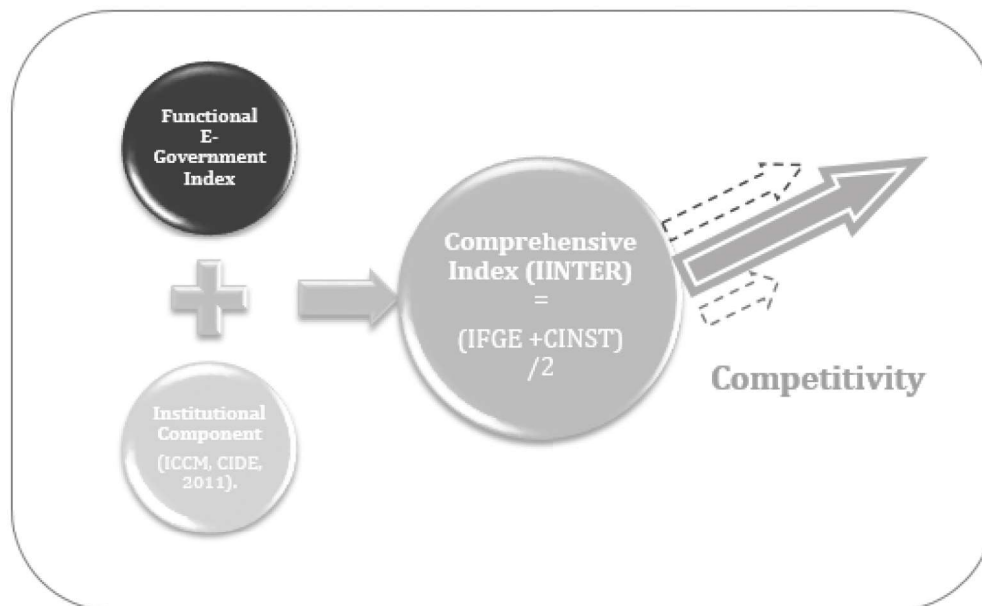 Functional
E-
Government
Index
Institutional
Component
(ICCM, CIDE,
2011).
Comprehensive
Index (IINTER)
=
(IFGE +CINST)
/2
Competitivity